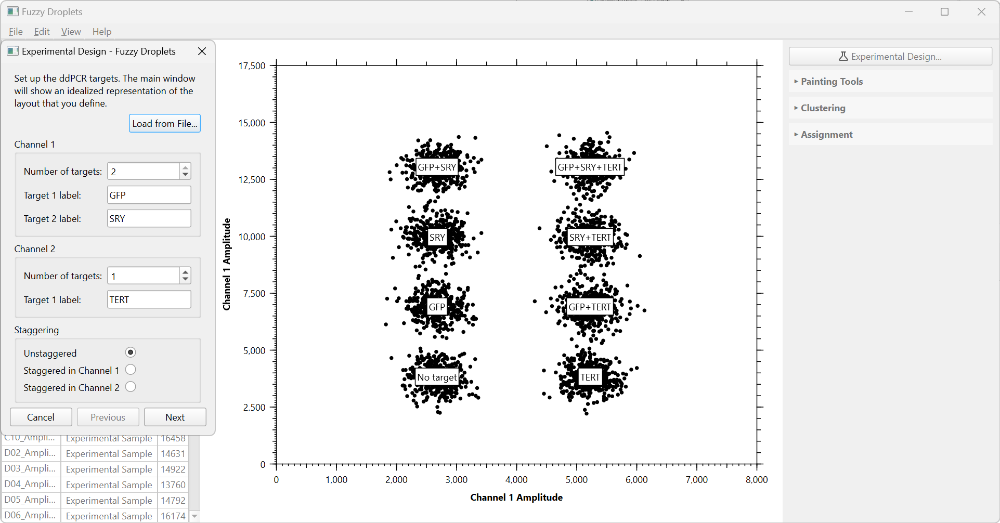 Fuzzy Droplets
File Edit View Help
Experimental Design - Fuzzy Droplets
Set up the ddPCR targets. The main window
will show an idealized representation of the
layout that you define.
Load from File...
Channel 1
Number of targets: 2
Target 1 label: GFP
Target 2 label: SRY
Channel 2
Number of targets: 1
Target 1 label: TERT
Staggering
Unstaggered
Staggered in Channel 1
Staggered in Channel 2
Cancel Previous Next
C10_Ampli... Experimental Sample 16458
D02_Ampli... Experimental Sample 14631
D03_Ampli... Experimental Sample 14922
D04_Ampli... Experimental Sample 13760
D05_Ampli... Experimental Sample 14792
D06_Ampli... Experimental Sample 16174
17,500
15,000
12,500
10,000
7,500
5,000
2,500
0
Channel 1 Amplitude
GFP+SRY GFP+SRY+TERT
SRY SRY+TERT
GFP GFP+TERT
No target TERT
0 1,000 2,000 3,000 4,000 5,000 6,000 7,000 8,000
Channel 1 Amplitude
Experimental Design...
Painting Tools
Clustering
Assignment